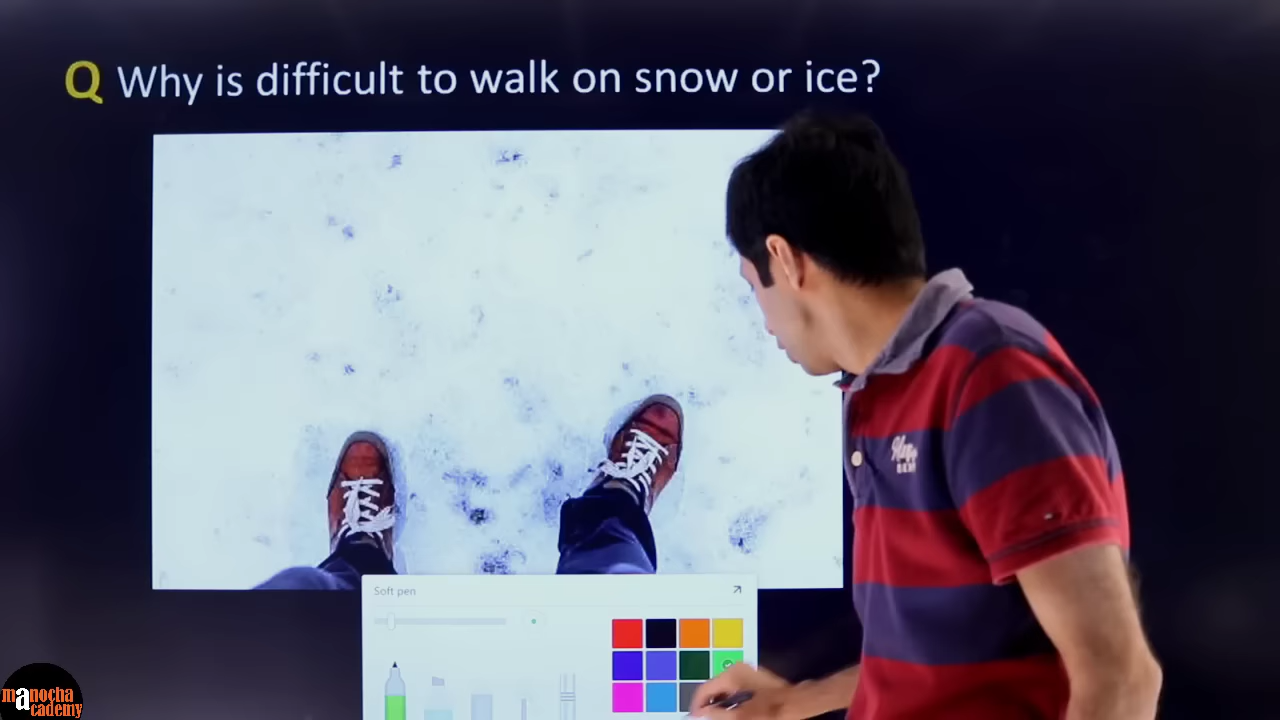 Q Why is difficult to walk on snow or ice?
Soft pen
manocha
academy